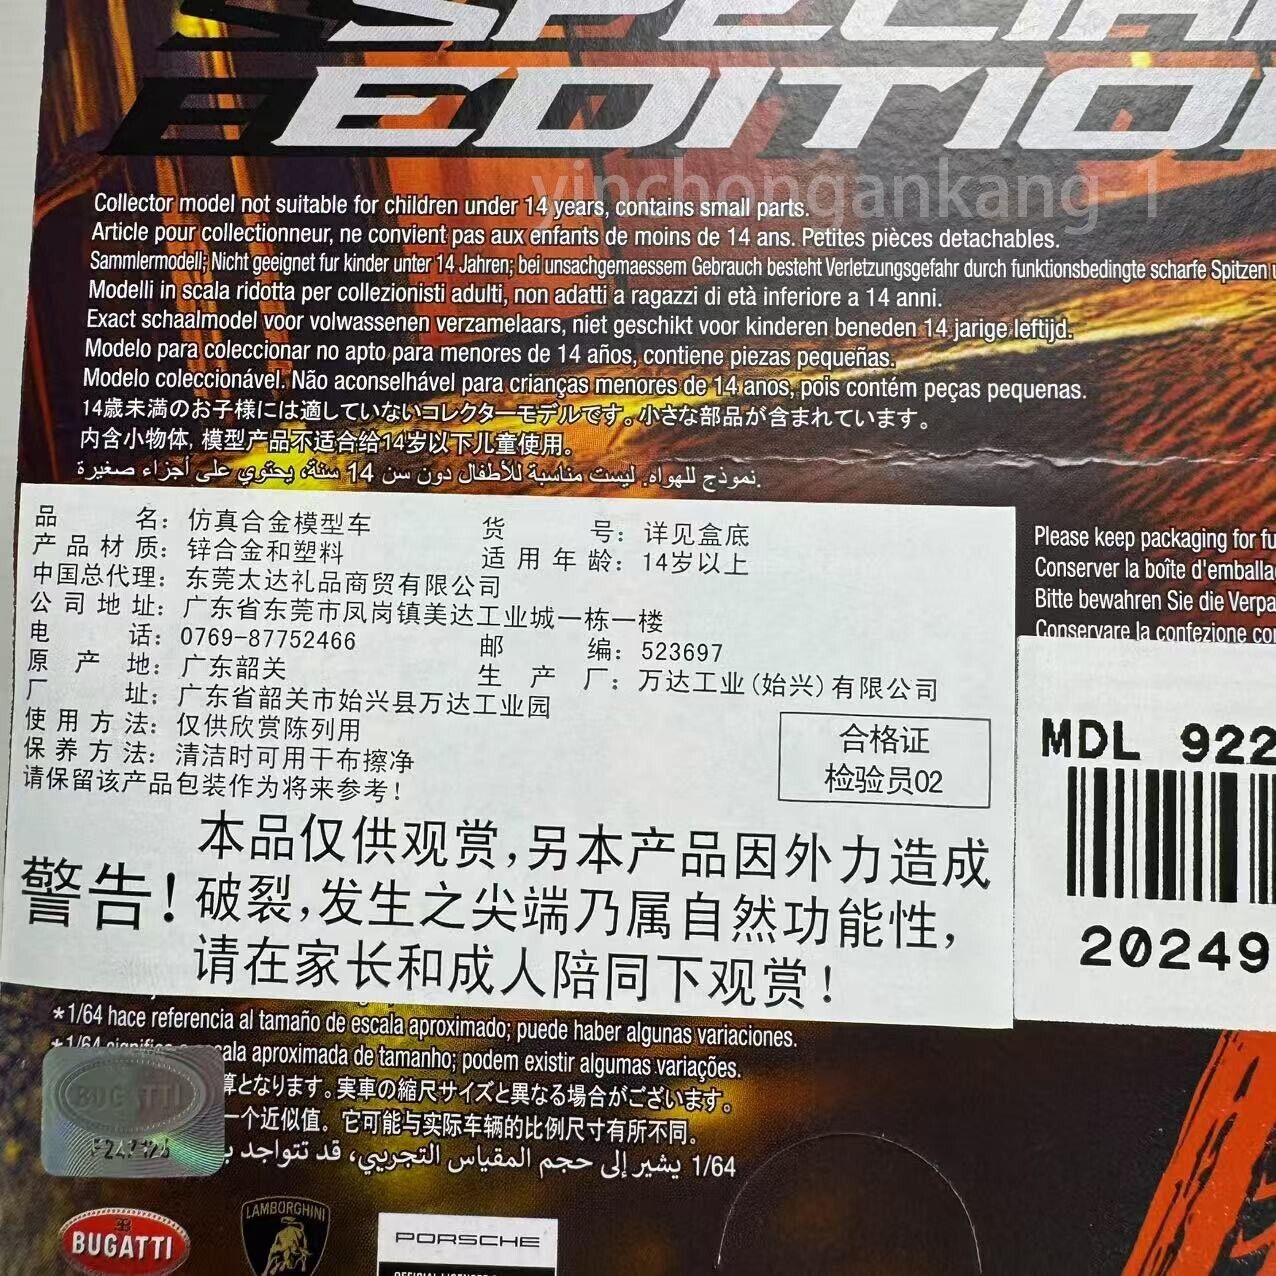 SPECIAL
EDITION
yinchongankang-1
Collector model not suitable for children under 14 years, contains small parts.
Article pour collectionneur, ne convient pas aux enfants de moins de 14 ans. Petites pièces detachables.
Sammlermodell; Nicht geeignet fur kinder unter 14 Jahren; bei unsachgemaessem Gebrauch besteht Verletzungsgefahr durch funktionsbedingte scharfe Spitzen
Modelli in scala ridotta per collezionisti adulti, non adatti a ragazzi di età inferiore a 14 anni.
Exact schaalmodel voor volwassenen verzamelaars, niet geschikt voor kinderen beneden 14 jarige leftijd.
Modelo para coleccionar no apto para menores de 14 años, contiene piezas pequeñas.
Modelo coleccionável. Não aconselhável para crianças menores de 14 anos, pois contém peças pequenas.
14歳未満のお子様には適していないコレクターモデルです。小さな部品が含まれています。
内含小物体, 模型产品不适合给14岁以下儿童使用。
نموذج للهواه. ليست مناسبة للأطفال دون سن 14 سنة، يحتوي على أجزاء صغيرة.
品名：仿真合金模型车 货号：详见盒底
产品材质：锌合金和塑料 适用年龄：14岁以上
中国总代理：东莞太达礼品商贸有限公司
公司地址：广东省东莞市凤岗镇美达工业城一栋一楼
电话：0769-87752466 邮编：523697
原产地：广东韶关 生产厂：万达工业(始兴)有限公司
厂址：广东省韶关市始兴县万达工业园
使用方法：仅供欣赏陈列用
保养方法：清洁时可用干布擦净
请保留该产品包装作为将来参考！
合格证
检验员02
警告！
本品仅供观赏,另本产品因外力造成
破裂,发生之尖端乃属自然功能性,
请在家长和成人陪同下观赏！
Please keep packaging for
Conserver la boîte d'emballa
Bitte bewahren Sie die Verpa
Conservare la confezione co
MDL 922
20249
*1/64 hace referencia al tamaño de escala aproximado; puede haber algunas variaciones.
*1/64 ala aproximada de tamanho; podem existir algumas variações.
算となります。実車の縮尺サイズと異なる場合がございます。
一个近似值。它可能与实际车辆的比例尺寸有所不同。
1/64 يشير إلى حجم المقياس التجريبي، قد تتواجد
BUGATTI
BUGATTI
LAMBORGHINI
PORSCHE